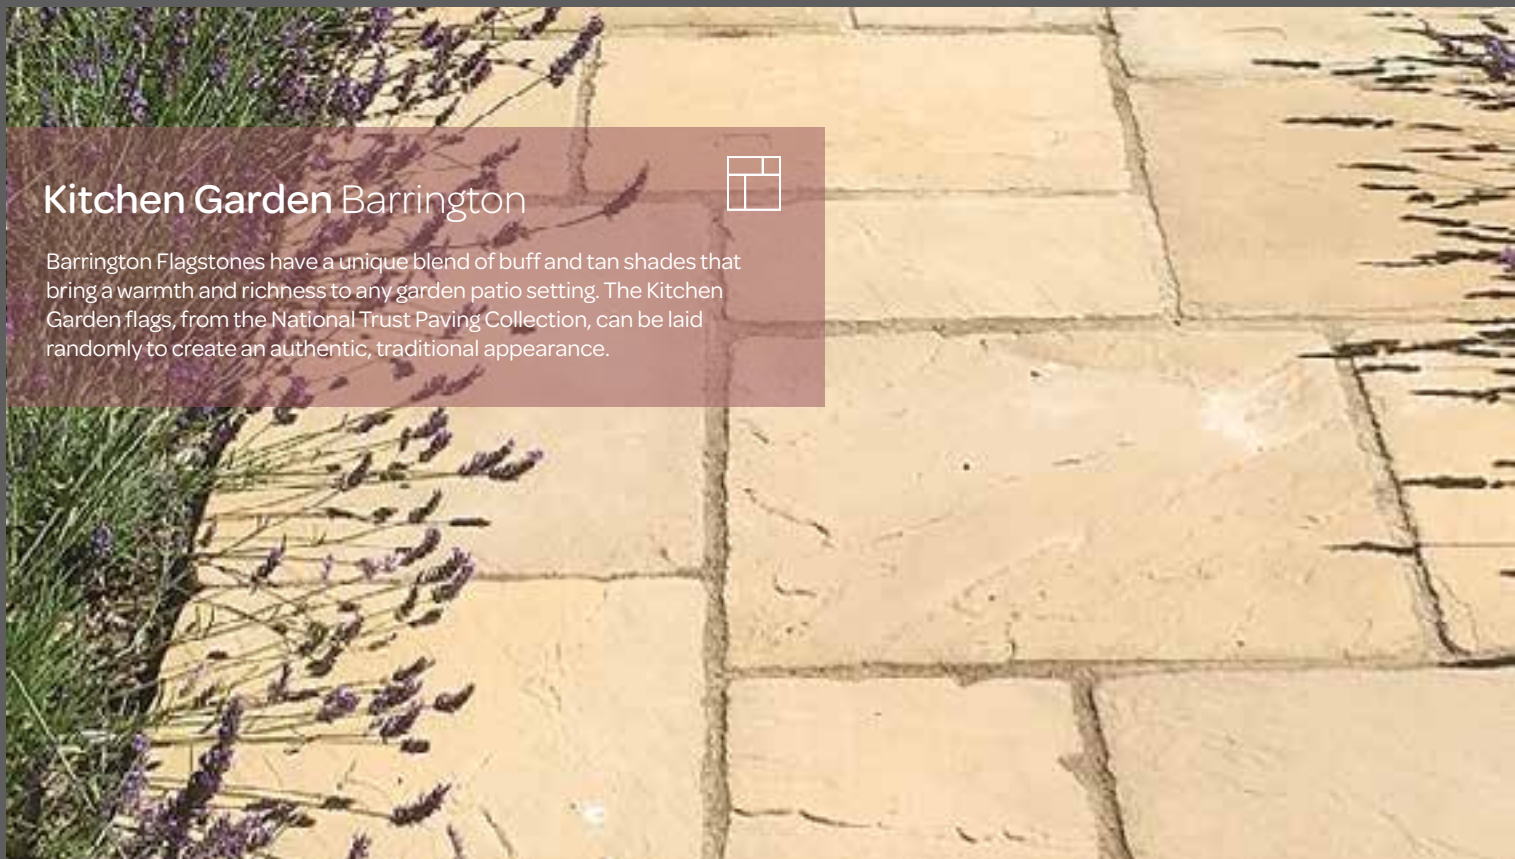 Kitchen Garden Barrington
Barrington Flagstones have a unique blend of buff and tan shades that
bring a warmth and richness to any garden patio setting. The Kitchen
Garden flags, from the National Trust Paving Collection, can be laid
randomly to create an authentic, traditional appearance.